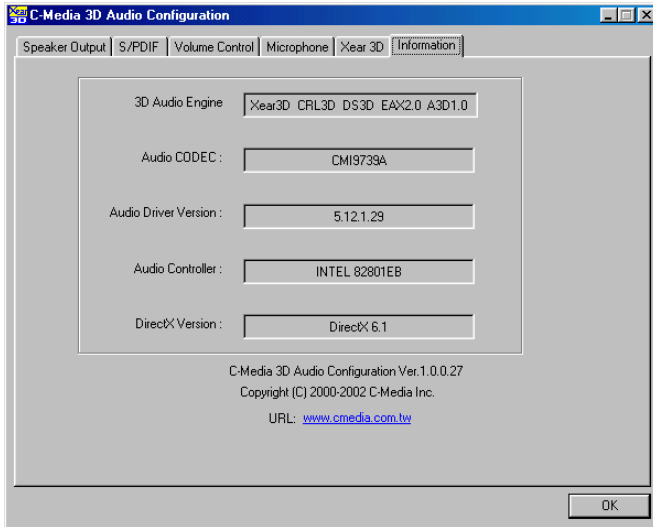 Xear 3D C-Media 3D Audio Configuration
Speaker Output S/PDIF Volume Control Microphone Xear 3D Information
3D Audio Engine Xear3D CRL3D DS3D EAX2.0 A3D1.0
Audio CODEC : CMI9739A
Audio Driver Version : 5.12.1.29
Audio Controller : INTEL 82801EB
DirectX Version : DirectX 6.1
C-Media 3D Audio Configuration Ver.1.0.0.27
Copyright (C) 2000-2002 C-Media Inc.
URL: www.cmedia.com.tw
OK